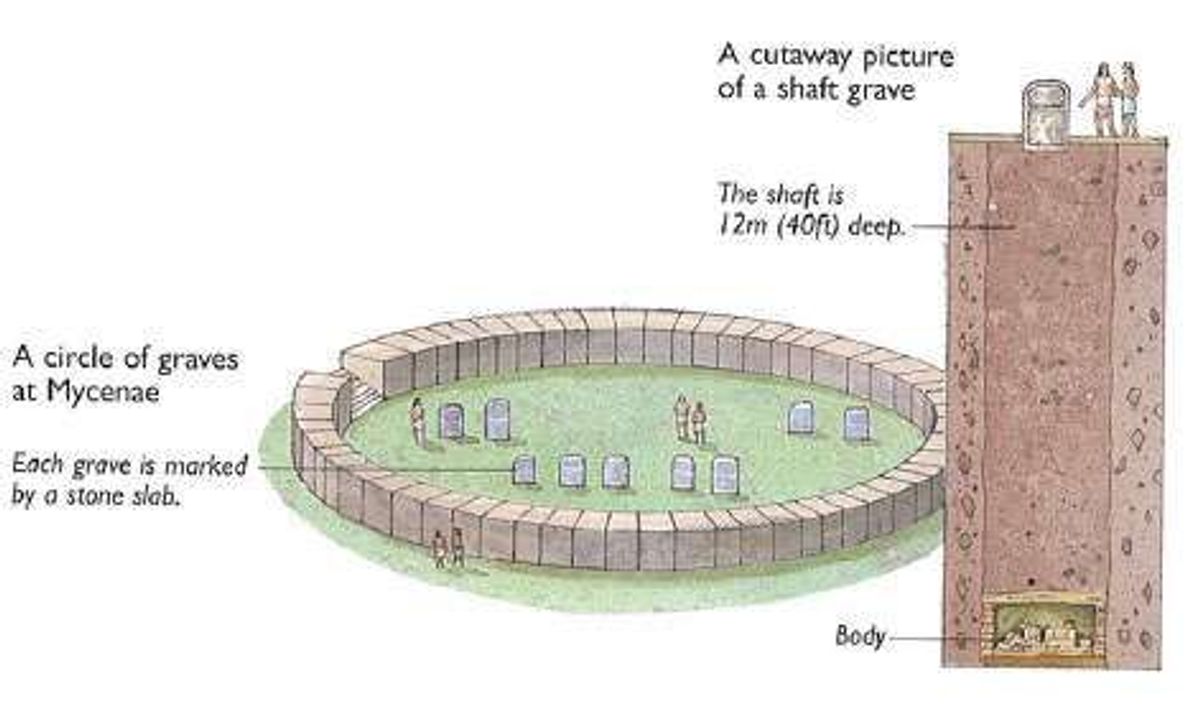 A cutaway picture
of a shaft grave
The shaft is
12m (40ft) deep.
A circle of graves
at Mycenae
Each grave is marked
by a stone slab.
Body